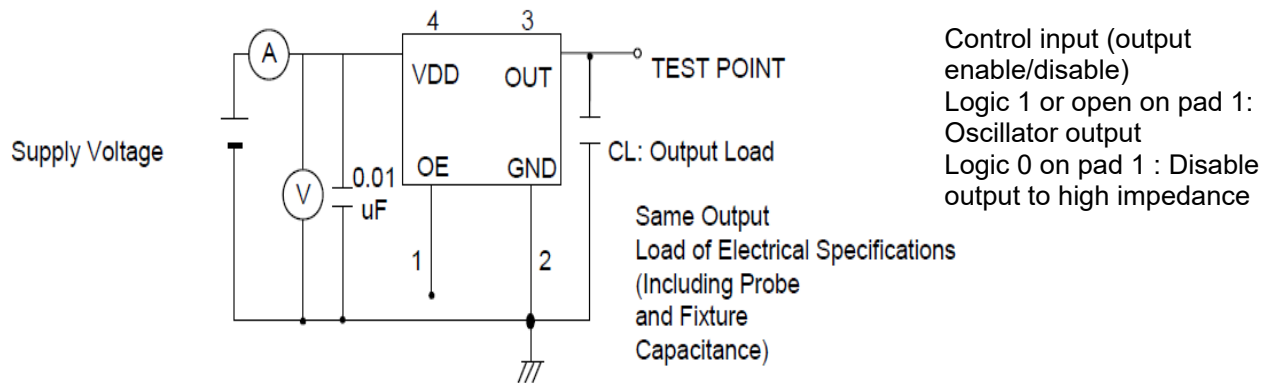 4
3
A
VDD
OUT
TEST POINT
Supply Voltage
V
0.01
uF
OE
GND
CL: Output Load
1
2
Same Output
Load of Electrical Specifications
(Including Probe
and Fixture
Capacitance)
Control input (output
enable/disable)
Logic 1 or open on pad 1:
Oscillator output
Logic 0 on pad 1 : Disable
output to high impedance